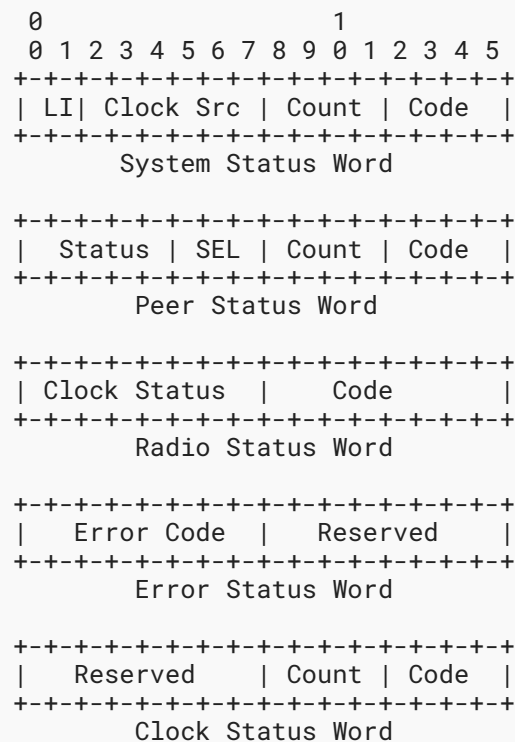 0                   1
 0 1 2 3 4 5 6 7 8 9 0 1 2 3 4 5
+-+-+-+-+-+-+-+-+-+-+-+-+-+-+-+-+
| LI| Clock Src | Count | Code  |
+-+-+-+-+-+-+-+-+-+-+-+-+-+-+-+-+
       System Status Word
+-+-+-+-+-+-+-+-+-+-+-+-+-+-+-+-+
|  Status | SEL | Count | Code  |
+-+-+-+-+-+-+-+-+-+-+-+-+-+-+-+-+
        Peer Status Word
+-+-+-+-+-+-+-+-+-+-+-+-+-+-+-+-+
| Clock Status  |    Code       |
+-+-+-+-+-+-+-+-+-+-+-+-+-+-+-+-+
        Radio Status Word
+-+-+-+-+-+-+-+-+-+-+-+-+-+-+-+-+
|   Error Code  |   Reserved    |
+-+-+-+-+-+-+-+-+-+-+-+-+-+-+-+-+
        Error Status Word
+-+-+-+-+-+-+-+-+-+-+-+-+-+-+-+-+
|   Reserved    | Count | Code  |
+-+-+-+-+-+-+-+-+-+-+-+-+-+-+-+-+
        Clock Status Word